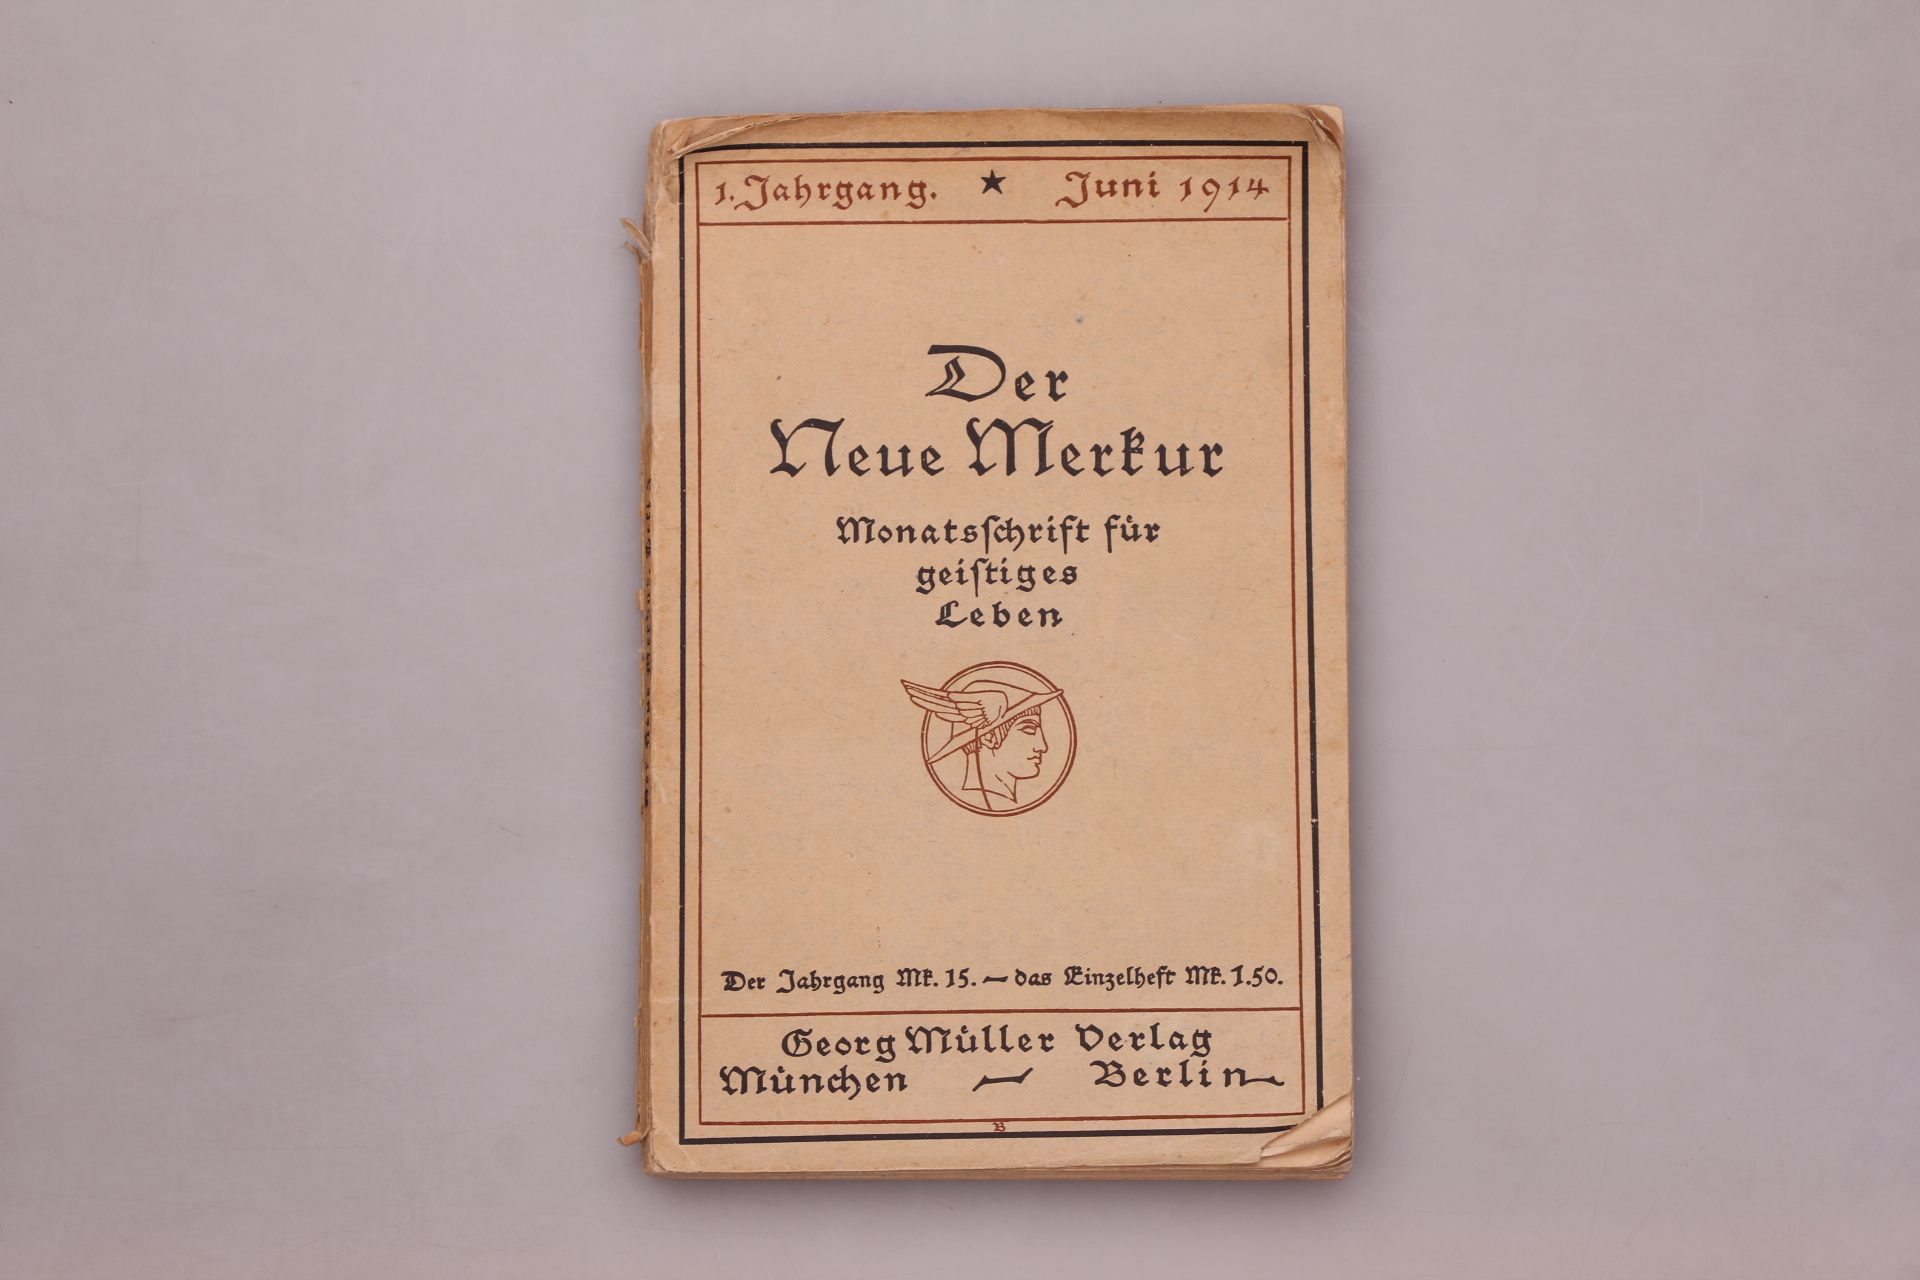 1. Jahrgang. ★ Juni 1914
Der
Neue Merkur
Monatsſchrift für
geiſtiges
Leben
Der Jahrgang Mk. 15. — das Einzelheft Mk. 1.50.
Georg Müller Verlag
München — Berlin
B